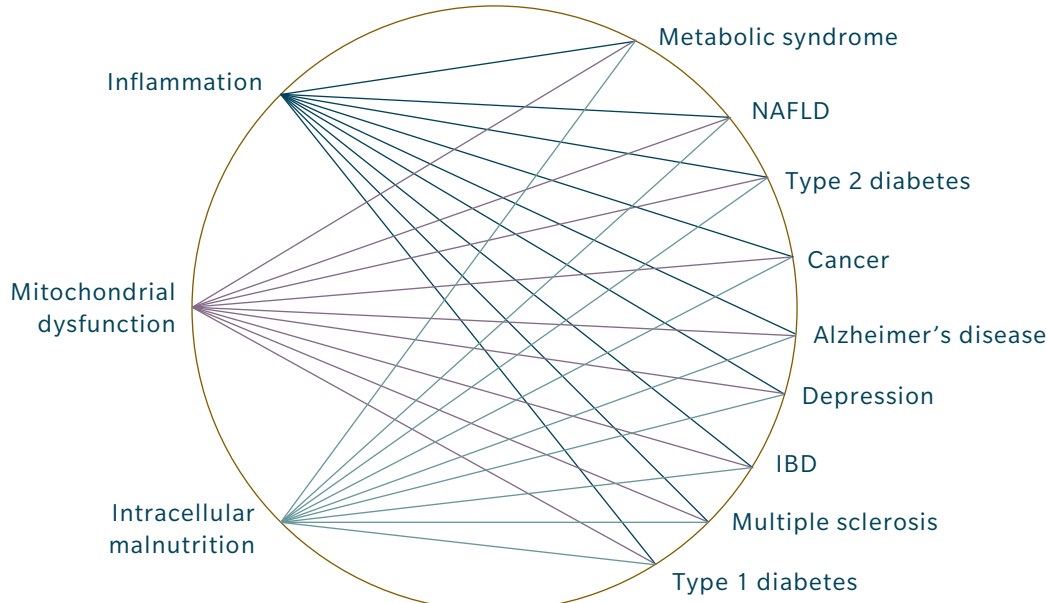 Inflammation
Mitochondrial
dysfunction
Intracellular
malnutrition
Metabolic syndrome
NAFLD
Type 2 diabetes
Cancer
Alzheimer’s disease
Depression
IBD
Multiple sclerosis
Type 1 diabetes